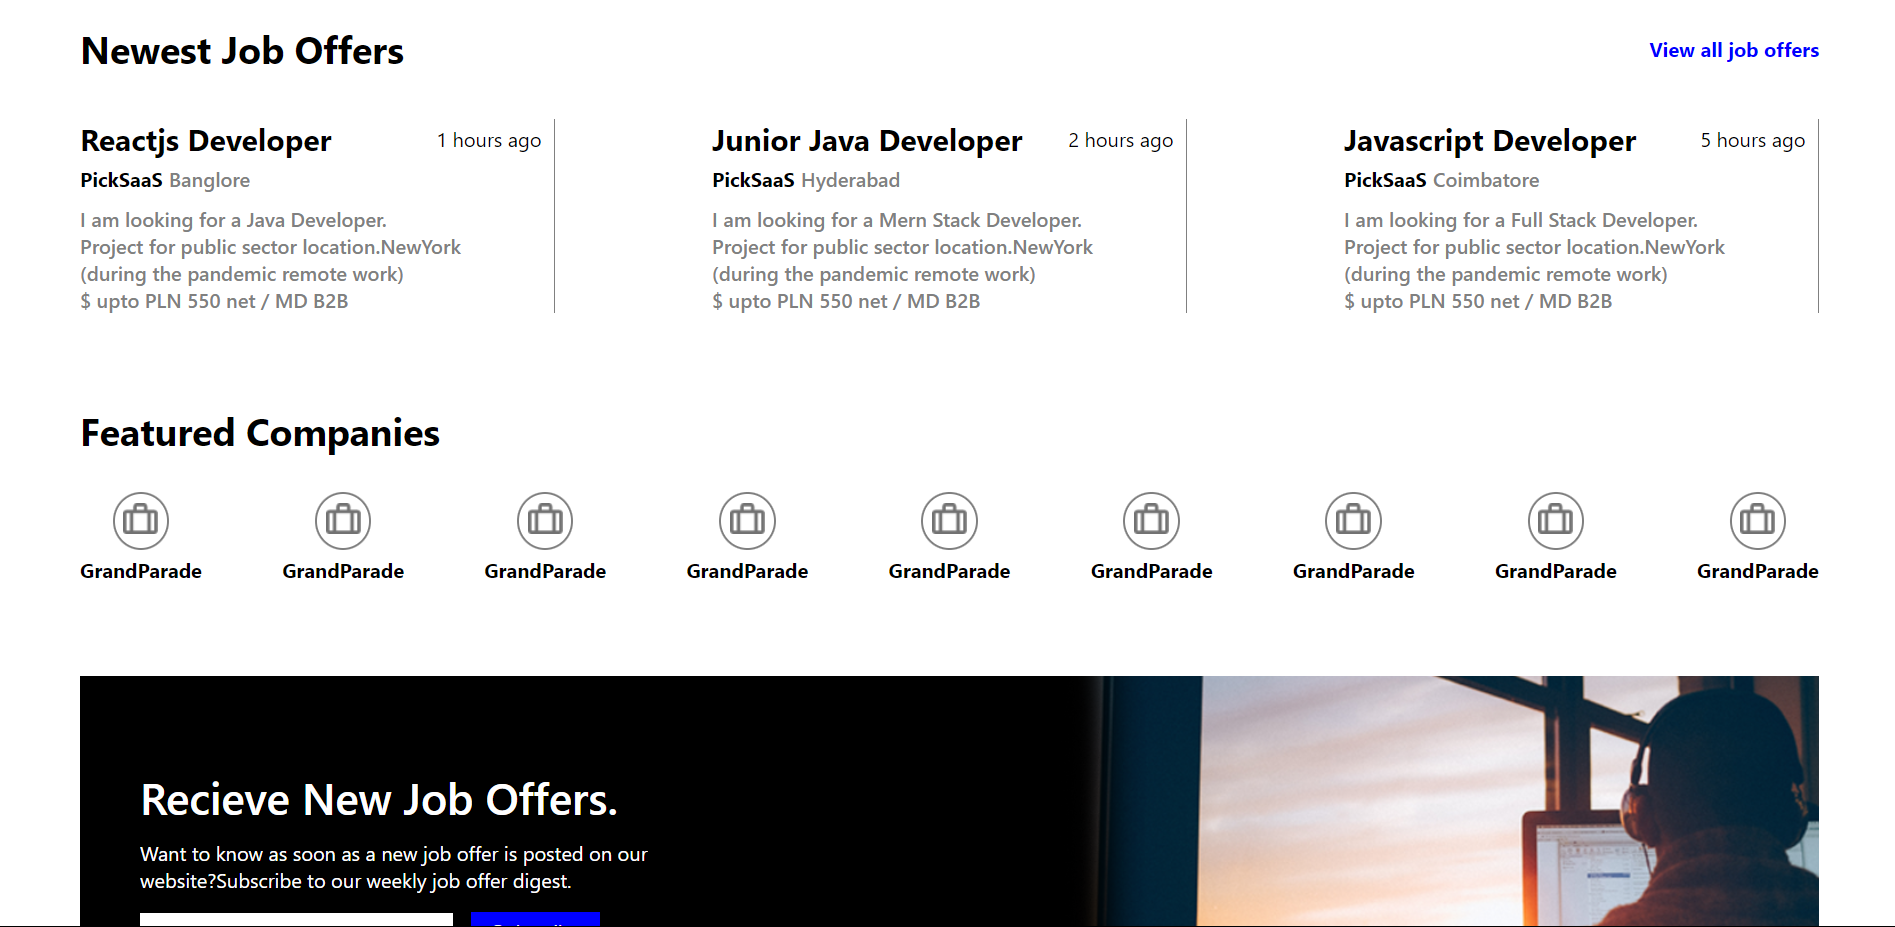 Newest Job Offers
View all job offers
Reactjs Developer
1 hours ago
PickSaaS Banglore
I am looking for a Java Developer.
Project for public sector location.NewYork
(during the pandemic remote work)
$ upto PLN 550 net / MD B2B
Junior Java Developer
2 hours ago
PickSaaS Hyderabad
I am looking for a Mern Stack Developer.
Project for public sector location.NewYork
(during the pandemic remote work)
$ upto PLN 550 net / MD B2B
Javascript Developer
5 hours ago
PickSaaS Coimbatore
I am looking for a Full Stack Developer.
Project for public sector location.NewYork
(during the pandemic remote work)
$ upto PLN 550 net / MD B2B
Featured Companies
GrandParade
GrandParade
GrandParade
GrandParade
GrandParade
GrandParade
GrandParade
GrandParade
GrandParade
Recieve New Job Offers.
Want to know as soon as a new job offer is posted on our
website?Subscribe to our weekly job offer digest.